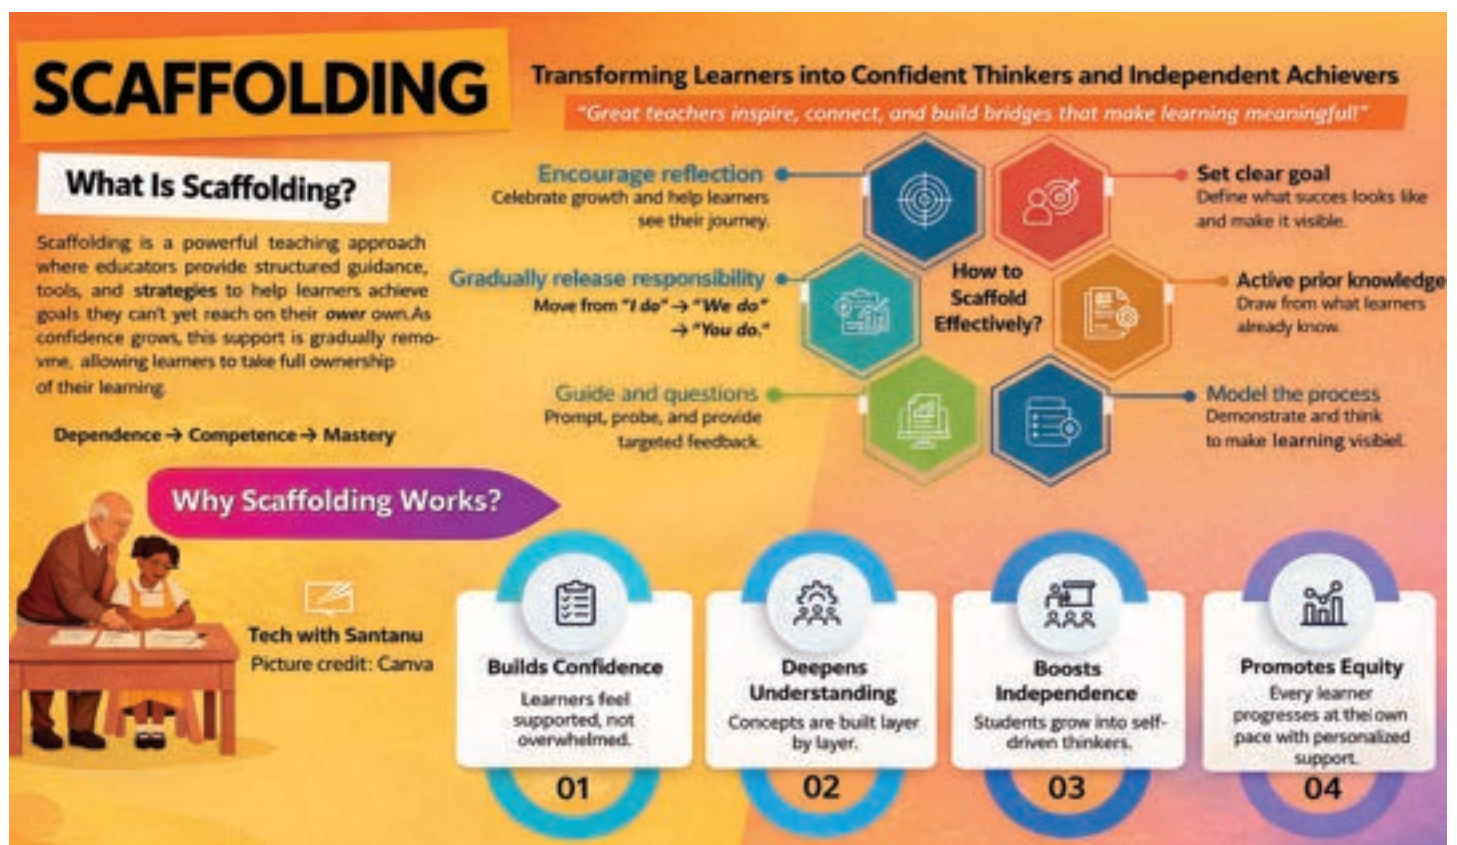 SCAFFOLDING
Transforming Learners into Confident Thinkers and Independent Achievers
"Great teachers inspire, connect, and build bridges that make learning meaningful!"
What Is Scaffolding?
Scaffolding is a powerful teaching approach
where educators provide structured guidance,
tools, and strategies to help learners achieve
goals they can't yet reach on their ower own.As
confidence grows, this support is gradually remo-
vme, allowing learners to take full ownership
of their learning.
Dependence → Competence → Mastery
Encourage reflection
Celebrate growth and help learners
see their journey.
Gradually release responsibility
Move from "I do" → "We do"
→ "You do."
Guide and questions
Prompt, probe, and provide
targeted feedback.
How to
Scaffold
Effectively?
Set clear goal
Define what succes looks like
and make it visible.
Active prior knowledge
Draw from what learners
already know.
Model the process
Demonstrate and think
to make learning visibiel.
Why Scaffolding Works?
Tech with Santanu
Picture credit: Canva
Builds Confidence
Learners feel
supported, not
overwhelmed.
01
Deepens
Understanding
Concepts are built layer
by layer.
02
Boosts
Independence
Students grow into self-
driven thinkers.
03
Promotes Equity
Every learner
progresses at thei own
pace with personalized
support.
04